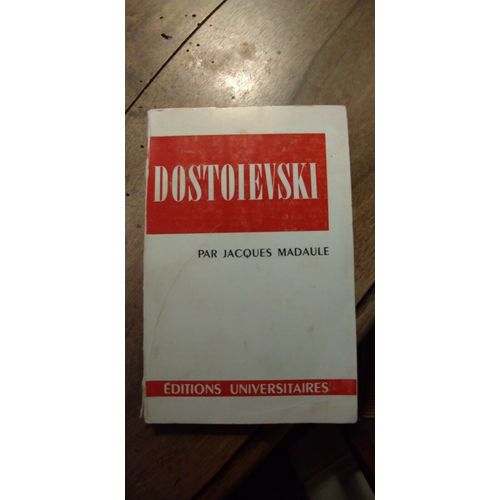 DOSTOIEVSKI
PAR JACQUES MADAULE
ÉDITIONS UNIVERSITAIRES